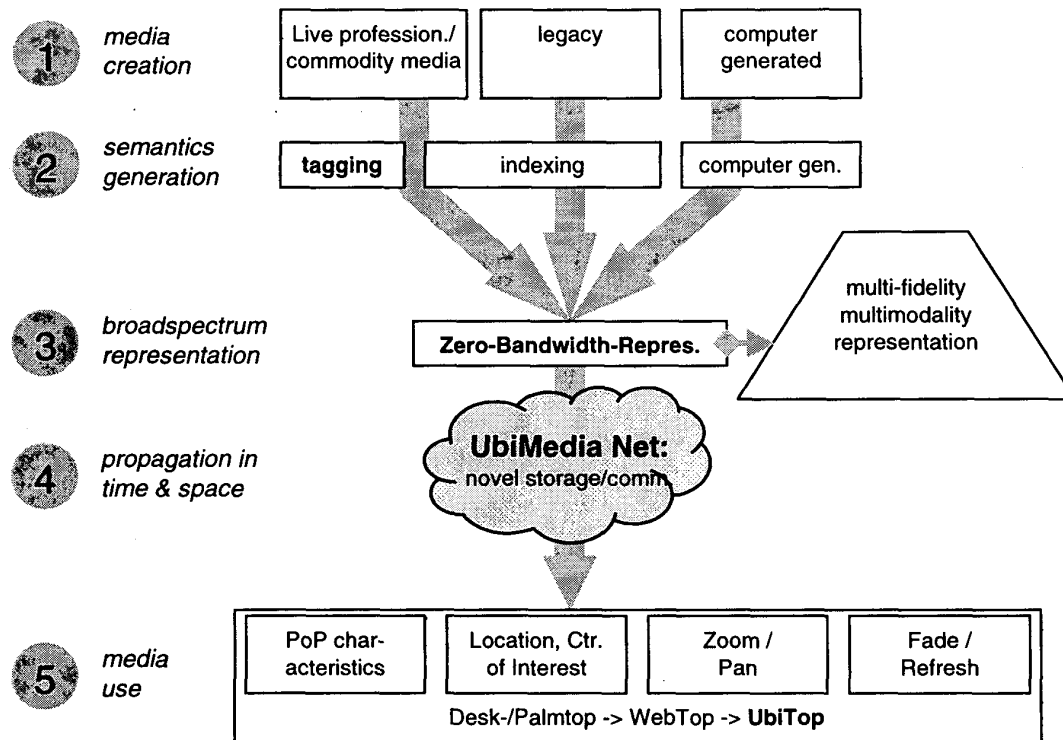 1
media
creation
Live profession./
commodity media
legacy
computer
generated
2
semantics
generation
tagging
indexing
computer gen.
3
broadspectrum
representation
Zero-Bandwidth-Repres.
multi-fidelity
multimodality
representation
4
propagation in
time & space
UbiMedia Net:
novel storage/comm.
5
media
use
PoP char-
acteristics
Location, Ctr.
of Interest
Zoom /
Pan
Fade /
Refresh
Desk-/Palmtop -> WebTop -> UbiTop